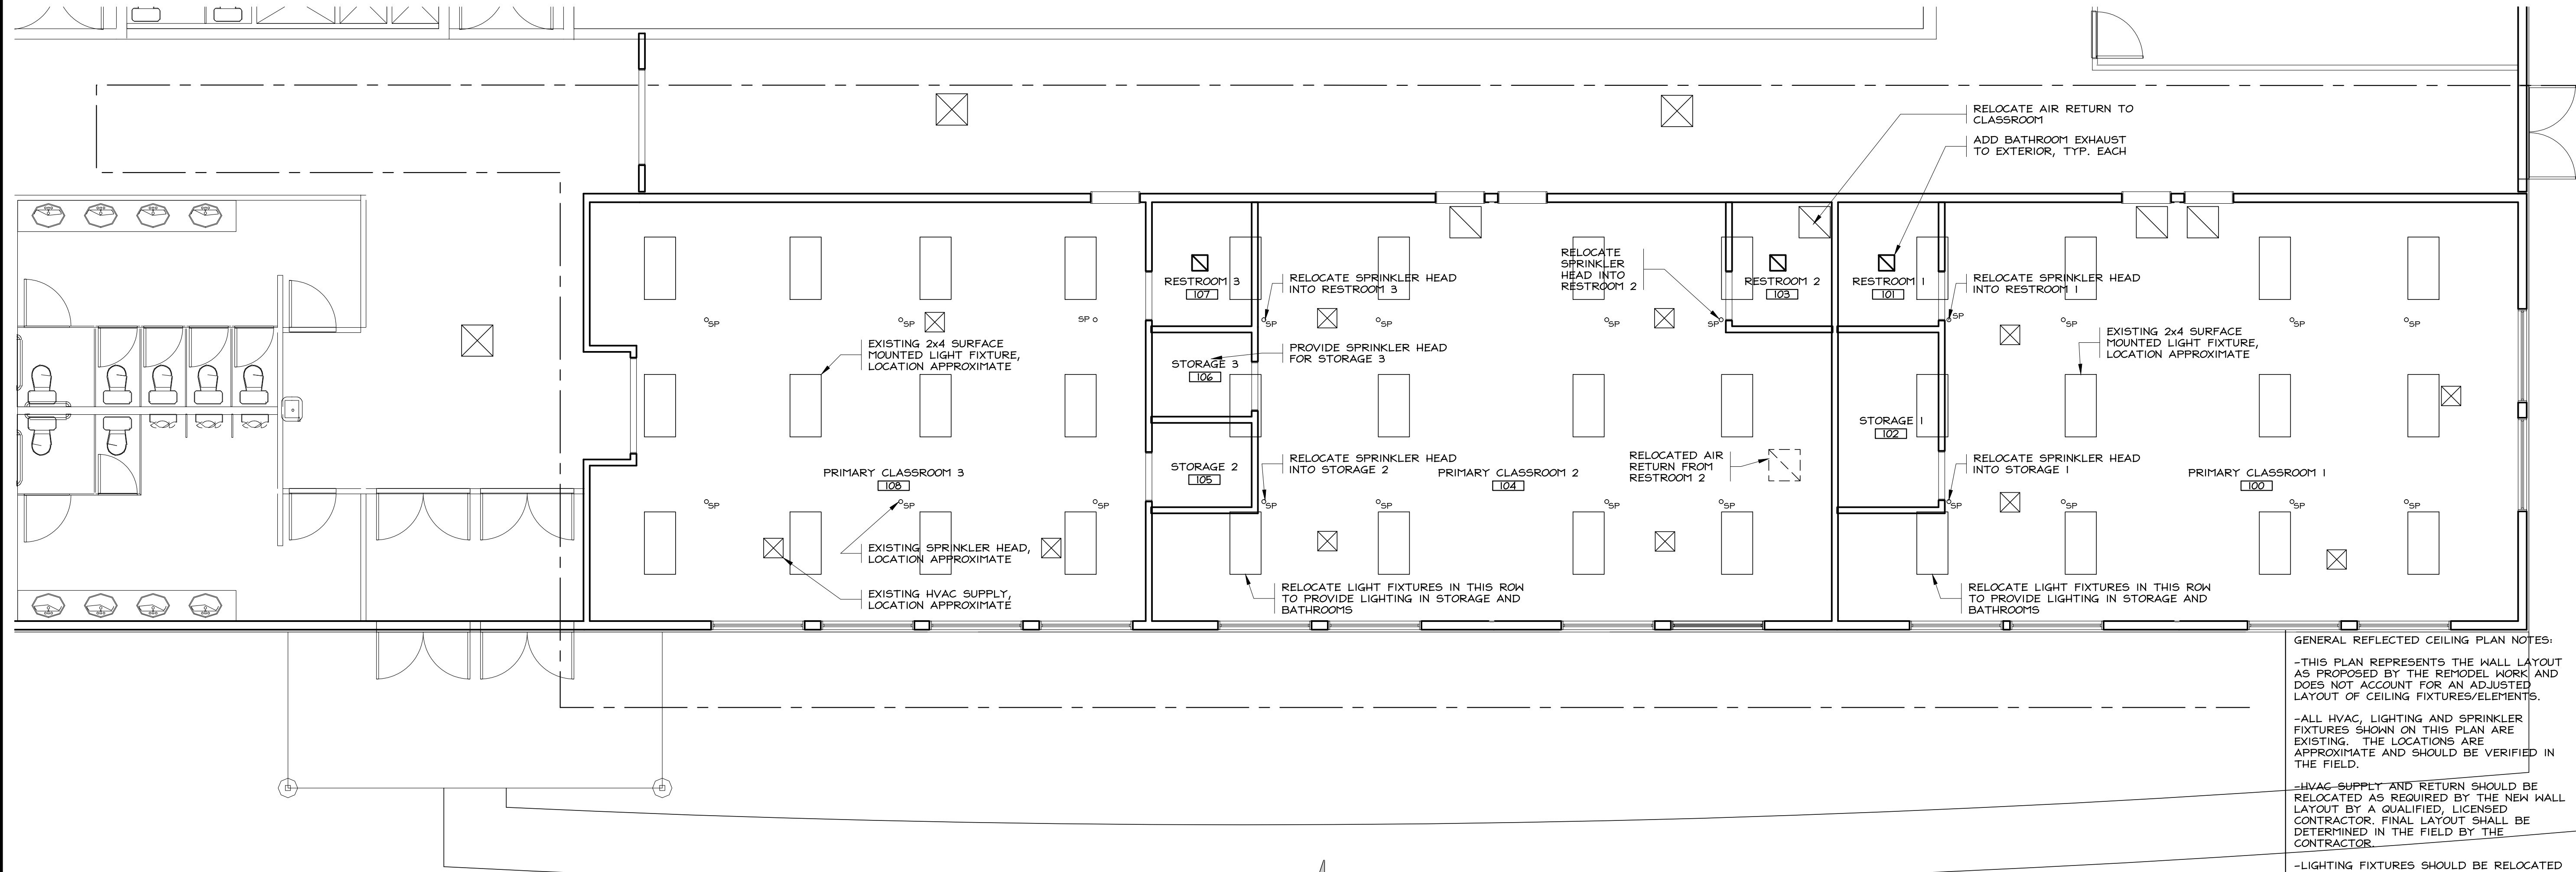 RELOCATE AIR RETURN TO
CLASSROOM
ADD BATHROOM EXHAUST
TO EXTERIOR, TYP. EACH
RESTROOM 3
107
RELOCATE SPRINKLER HEAD
INTO RESTROOM 3
RELOCATE
SPRINKLER
HEAD INTO
RESTROOM 2
RESTROOM 2
103
RESTROOM 1
101
RELOCATE SPRINKLER HEAD
INTO RESTROOM 1
SP
SP
SP
SP
SP
SP
SP
SP
SP
SP
SP
EXISTING 2x4 SURFACE
MOUNTED LIGHT FIXTURE,
LOCATION APPROXIMATE
STORAGE 3
106
PROVIDE SPRINKLER HEAD
FOR STORAGE 3
EXISTING 2x4 SURFACE
MOUNTED LIGHT FIXTURE,
LOCATION APPROXIMATE
STORAGE 1
102
PRIMARY CLASSROOM 3
108
STORAGE 2
105
RELOCATE SPRINKLER HEAD
INTO STORAGE 2
PRIMARY CLASSROOM 2
104
RELOCATED AIR
RETURN FROM
RESTROOM 2
RELOCATE SPRINKLER HEAD
INTO STORAGE 1
PRIMARY CLASSROOM 1
100
SP
SP
SP
SP
SP
SP
SP
SP
SP
SP
SP
EXISTING SPRINKLER HEAD,
LOCATION APPROXIMATE
EXISTING HVAC SUPPLY,
LOCATION APPROXIMATE
RELOCATE LIGHT FIXTURES IN THIS ROW
TO PROVIDE LIGHTING IN STORAGE AND
BATHROOMS
RELOCATE LIGHT FIXTURES IN THIS ROW
TO PROVIDE LIGHTING IN STORAGE AND
BATHROOMS
GENERAL REFLECTED CEILING PLAN NOTES:
-THIS PLAN REPRESENTS THE WALL LAYOUT
AS PROPOSED BY THE REMODEL WORK AND
DOES NOT ACCOUNT FOR AN ADJUSTED
LAYOUT OF CEILING FIXTURES/ELEMENTS.
-ALL HVAC, LIGHTING AND SPRINKLER
FIXTURES SHOWN ON THIS PLAN ARE
EXISTING.  THE LOCATIONS ARE
APPROXIMATE AND SHOULD BE VERIFIED IN
THE FIELD.
-HVAC SUPPLY AND RETURN SHOULD BE
RELOCATED AS REQUIRED BY THE NEW WALL
LAYOUT BY A QUALIFIED, LICENSED
CONTRACTOR. FINAL LAYOUT SHALL BE
DETERMINED IN THE FIELD BY THE
CONTRACTOR.
-LIGHTING FIXTURES SHOULD BE RELOCATED